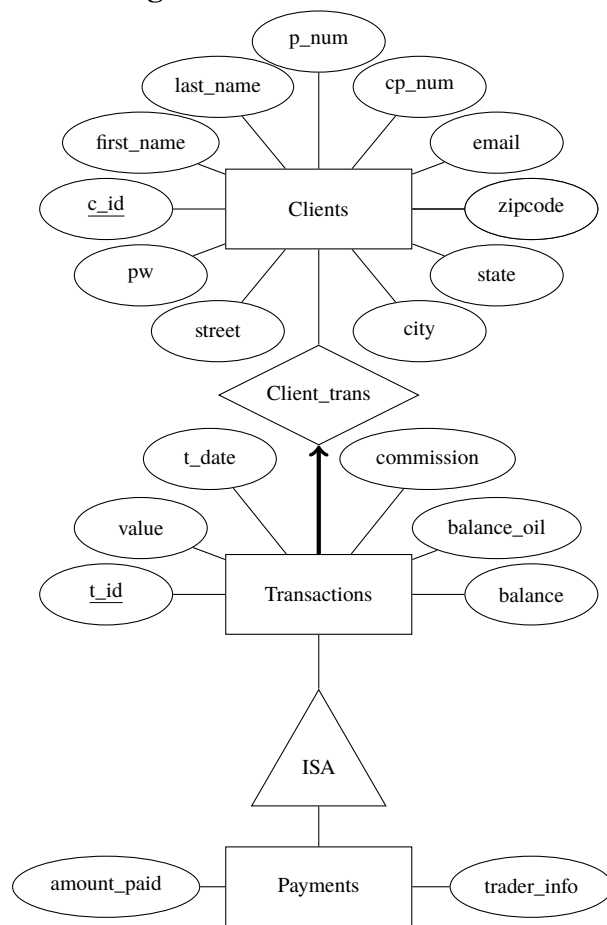 p_num
last_name
cp_num
first_name
email
c_id
Clients
zipcode
pw
state
street
city
Client_trans
t_date
commission
value
balance_oil
t_id
Transactions
balance
ISA
amount_paid
Payments
trader_info